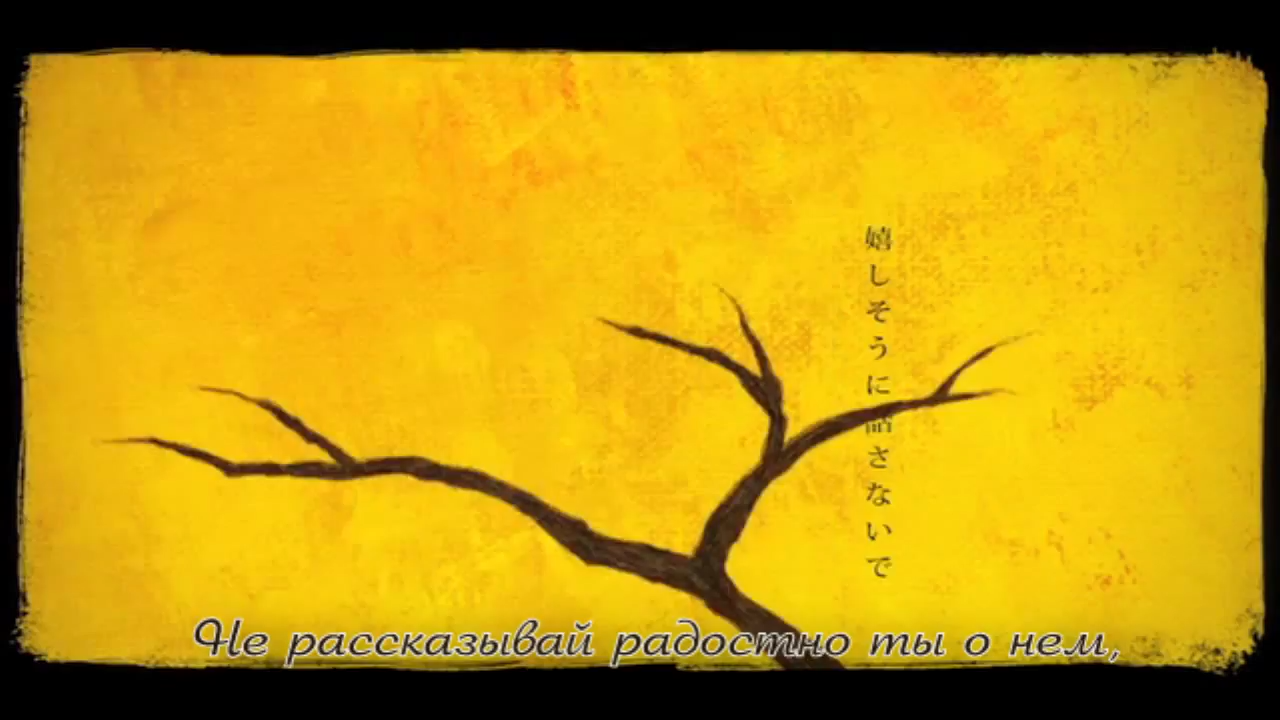 嬉しそうに話さないで
Не рассказывай радостно ты о нем,